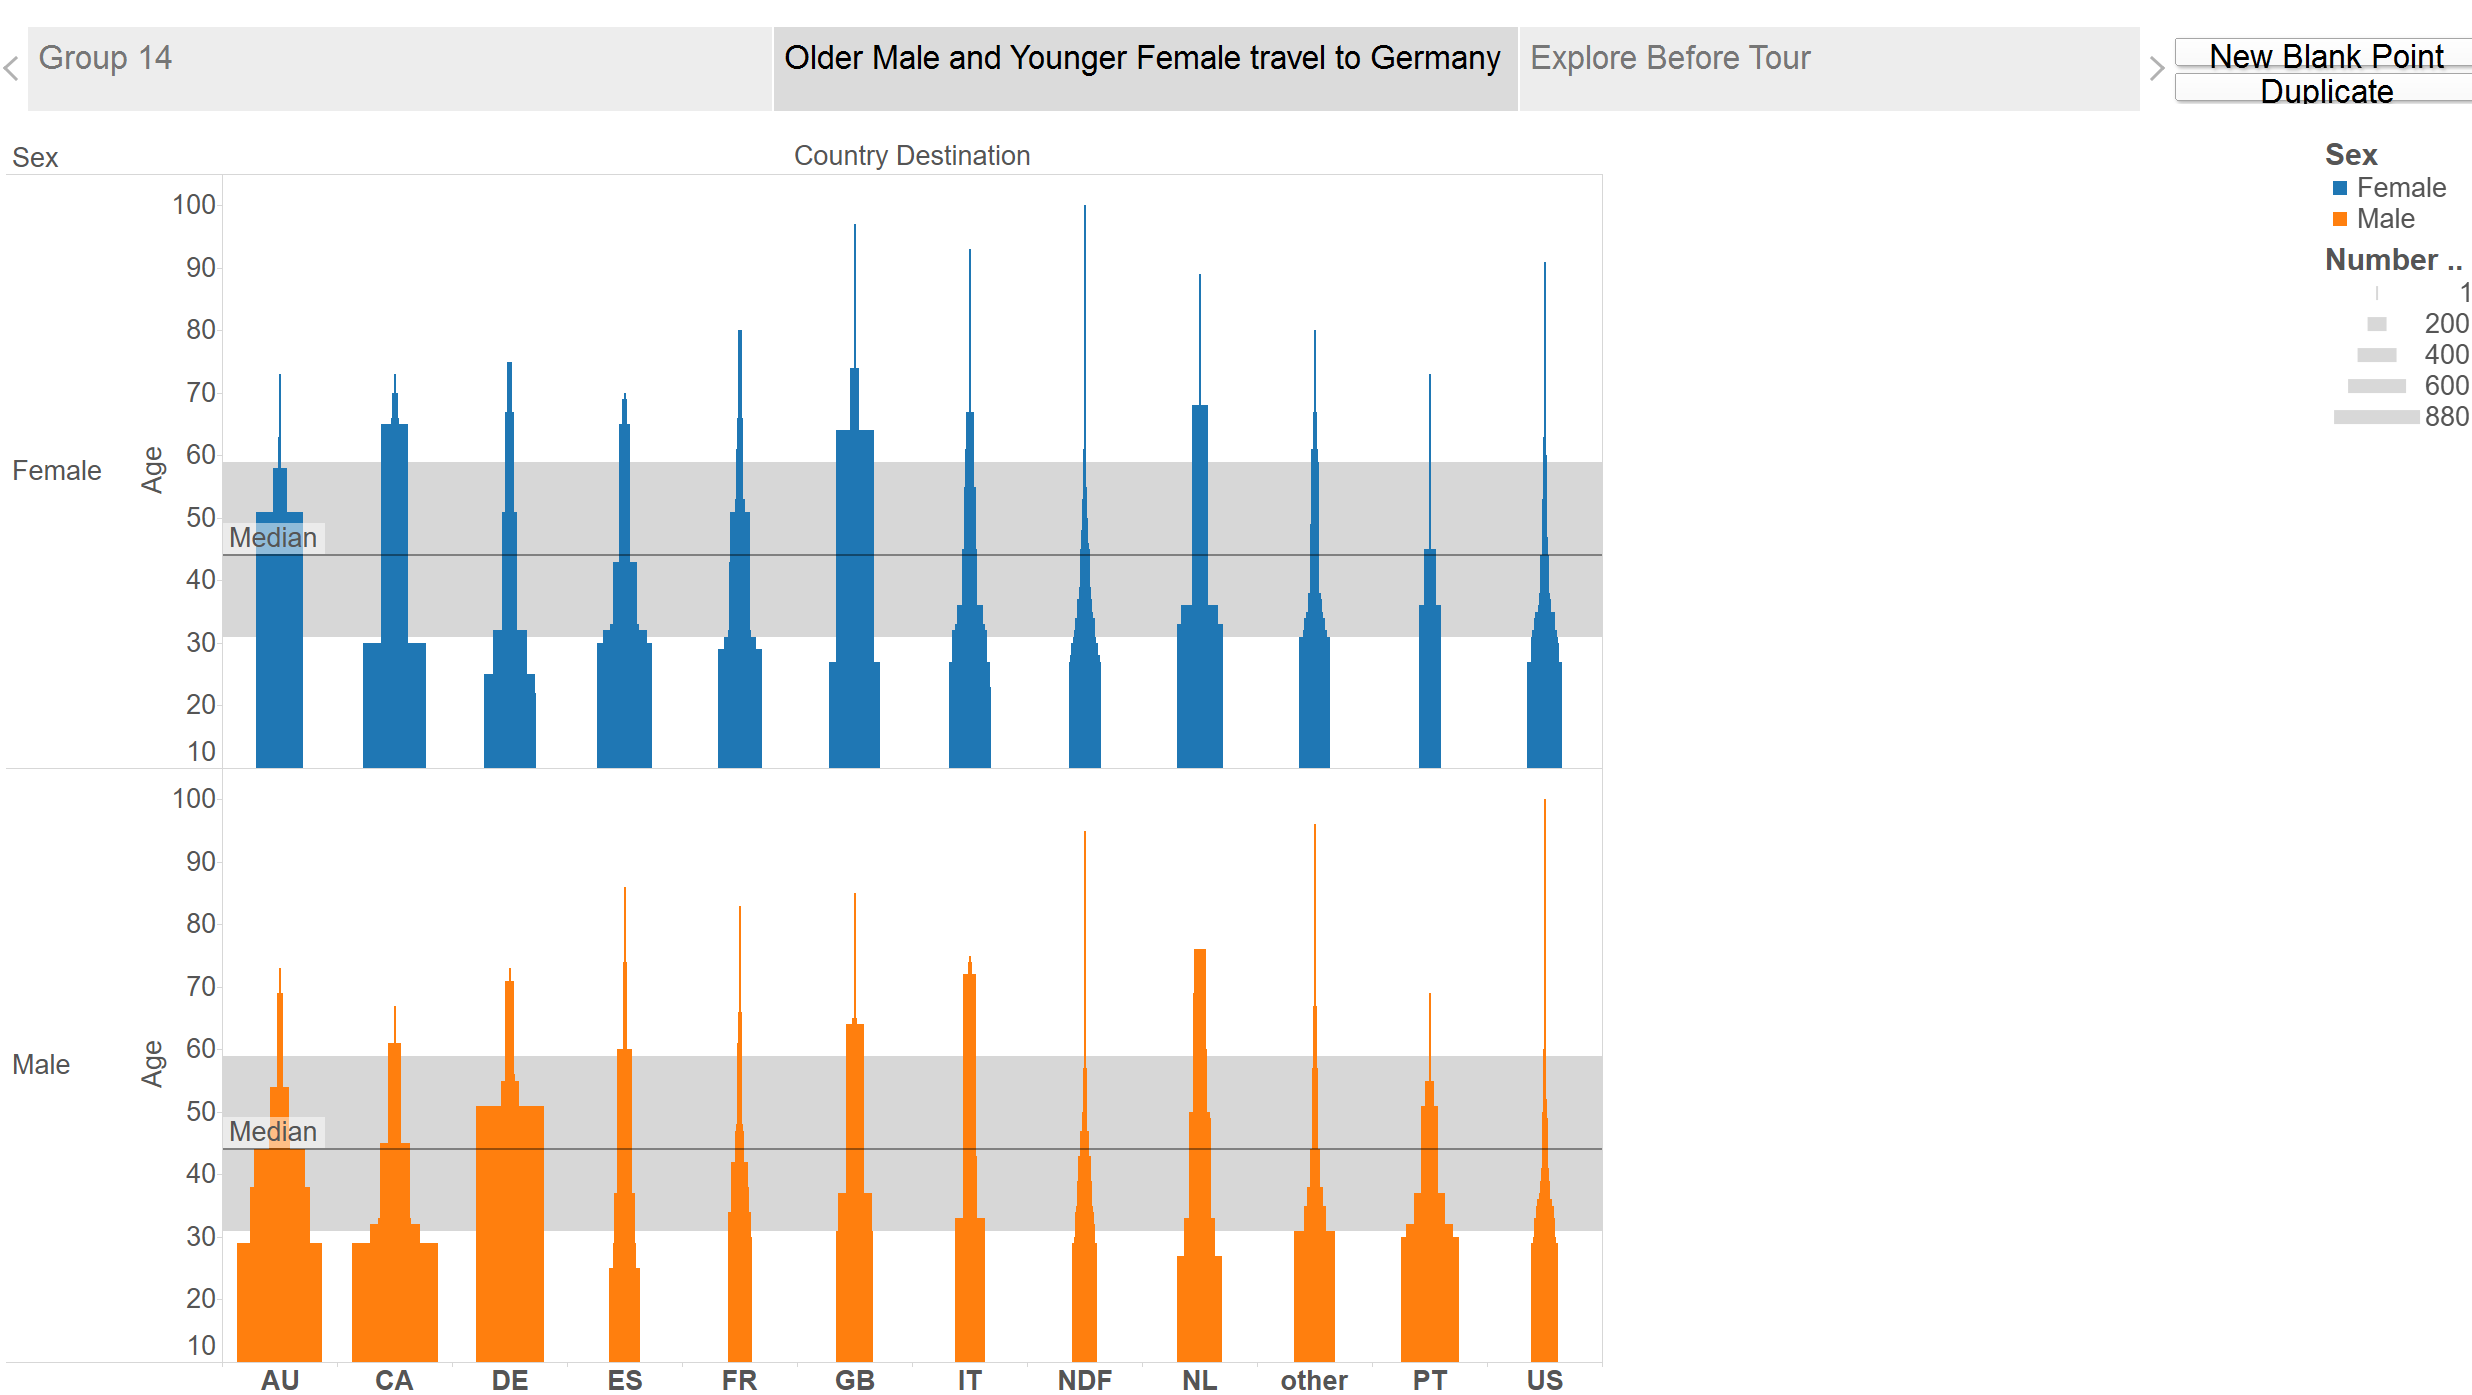 Group 14
Older Male and Younger Female travel to Germany
Explore Before Tour
New Blank Point
Duplicate
Sex
Country Destination
Sex
Female
Male
Number ..
1
200
400
600
880
Female
Age
100
90
80
70
60
50
40
30
20
10
Median
Male
Age
100
90
80
70
60
50
40
30
20
10
Median
AU CA DE ES FR GB IT NDF NL other PT US